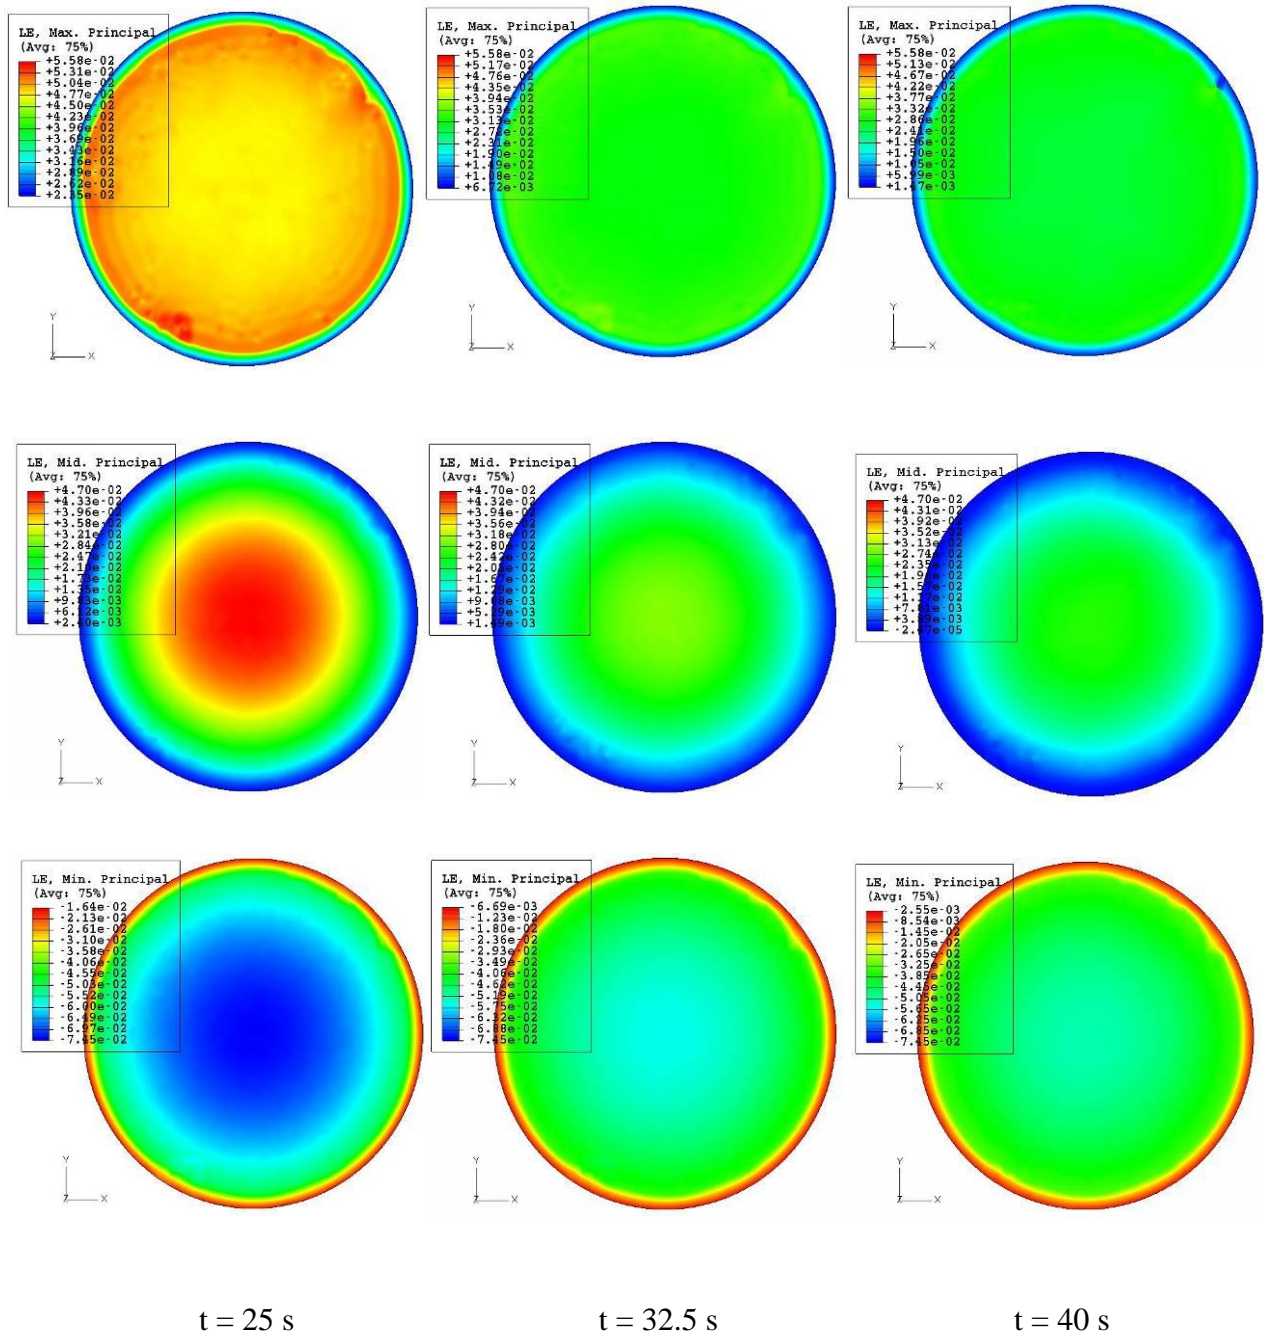 LE, Max. Principal
(Avg: 75%)
+5.58e-02
+5.31e-02
+5.04e-02
+4.77e-02
+4.50e-02
+4.23e-02
+3.96e-02
+3.69e-02
+3.43e-02
+3.16e-02
+2.89e-02
+2.62e-02
+2.35e-02
Y
Z X
LE, Max. Principal
(Avg: 75%)
+5.58e-02
+5.17e-02
+4.76e-02
+4.35e-02
+3.94e-02
+3.53e-02
+3.13e-02
+2.72e-02
+2.31e-02
+1.90e-02
+1.49e-02
+1.08e-02
+6.72e-03
Y
Z X
LE, Max. Principal
(Avg: 75%)
+5.58e-02
+5.13e-02
+4.67e-02
+4.22e-02
+3.77e-02
+3.32e-02
+2.86e-02
+2.41e-02
+1.96e-02
+1.50e-02
+1.05e-02
+5.99e-03
+1.47e-03
Y
Z X
LE, Mid. Principal
(Avg: 75%)
+4.70e-02
+4.33e-02
+3.96e-02
+3.58e-02
+3.21e-02
+2.84e-02
+2.47e-02
+2.10e-02
+1.73e-02
+1.35e-02
+9.83e-03
+6.12e-03
+2.40e-03
Y
Z X
LE, Mid. Principal
(Avg: 75%)
+4.70e-02
+4.32e-02
+3.94e-02
+3.56e-02
+3.18e-02
+2.80e-02
+2.42e-02
+1.67e-02
+1.29e-02
+1.49e-03
Y
Z X
LE, Mid. Principal
(Avg: 75%)
+4.70e-02
+4.31e-02
+3.92e-02
+3.52e-02
+3.13e-02
+2.74e-02
+2.35e-02
+7.81e-03
+3.89e-03
-2.47e-05
Y
Z X
LE, Min. Principal
(Avg: 75%)
-1.64e-02
-2.13e-02
-2.61e-02
-3.10e-02
-3.58e-02
-4.06e-02
-4.55e-02
-5.03e-02
-5.52e-02
-6.00e-02
-6.49e-02
-6.97e-02
-7.45e-02
Y
Z X
LE, Min. Principal
(Avg: 75%)
-6.69e-03
-1.23e-02
-1.80e-02
-2.36e-02
-2.93e-02
-3.49e-02
-4.06e-02
-4.62e-02
-5.19e-02
-5.75e-02
-6.32e-02
-6.88e-02
-7.45e-02
Y
Z X
LE, Min. Principal
(Avg: 75%)
-2.55e-03
-8.54e-03
-1.45e-02
-2.05e-02
-2.65e-02
-3.25e-02
-3.85e-02
-4.45e-02
-5.05e-02
-5.65e-02
-6.25e-02
-6.85e-02
-7.45e-02
Y
Z X
t = 25 s
t = 32.5 s
t = 40 s